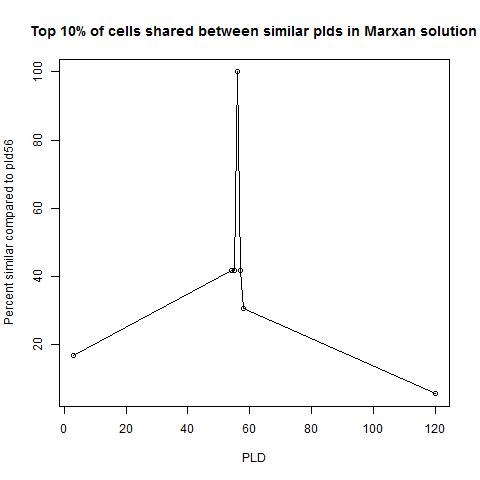 Top 10% of cells shared between similar plds in Marxan solution
Percent similar compared to pld56
100
80
60
40
20
0 20 40 60 80 100 120
PLD